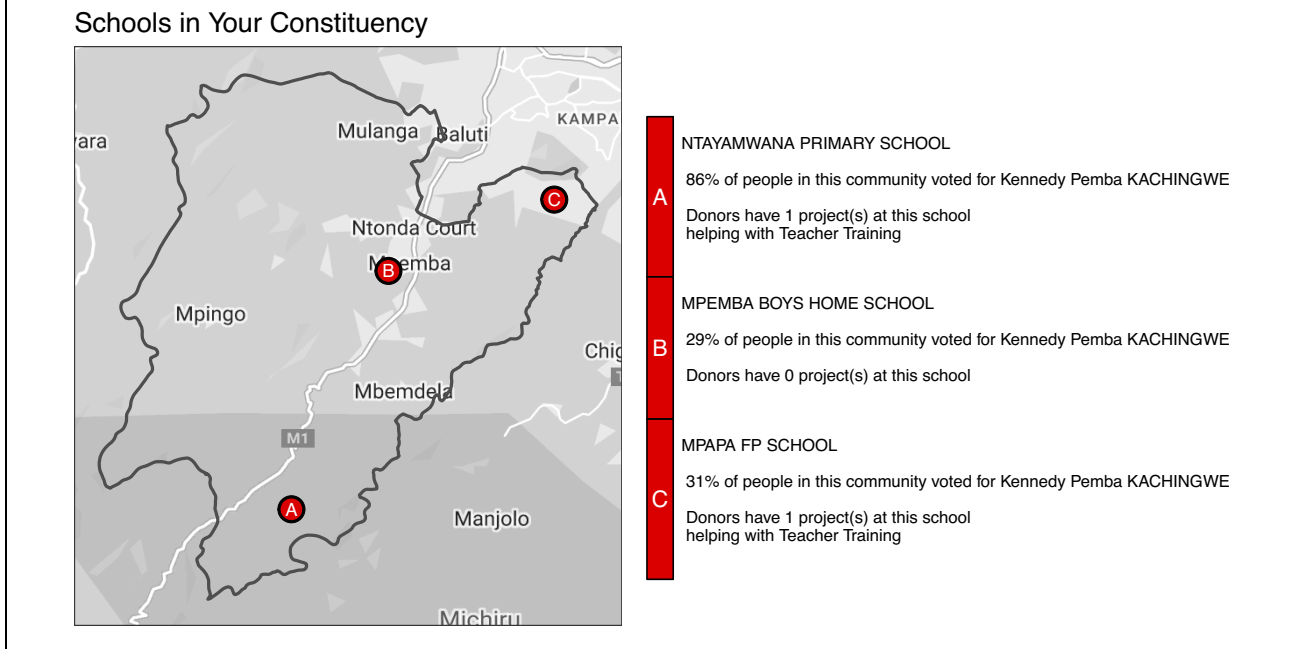 Schools in Your Constituency
KAMPA
Mulanga
Baluti
vara
C
Ntonda Court
B
Mpingo
Chig
Mbemdela
M1
A
Manjolo
Michiru
A
NTAYAMWANA PRIMARY SCHOOL
86% of people in this community voted for Kennedy Pemba KACHINGWE
Donors have 1 project(s) at this school
helping with Teacher Training
B
MPEMBA BOYS HOME SCHOOL
29% of people in this community voted for Kennedy Pemba KACHINGWE
Donors have 0 project(s) at this school
C
MPAPA FP SCHOOL
31% of people in this community voted for Kennedy Pemba KACHINGWE
Donors have 1 project(s) at this school
helping with Teacher Training